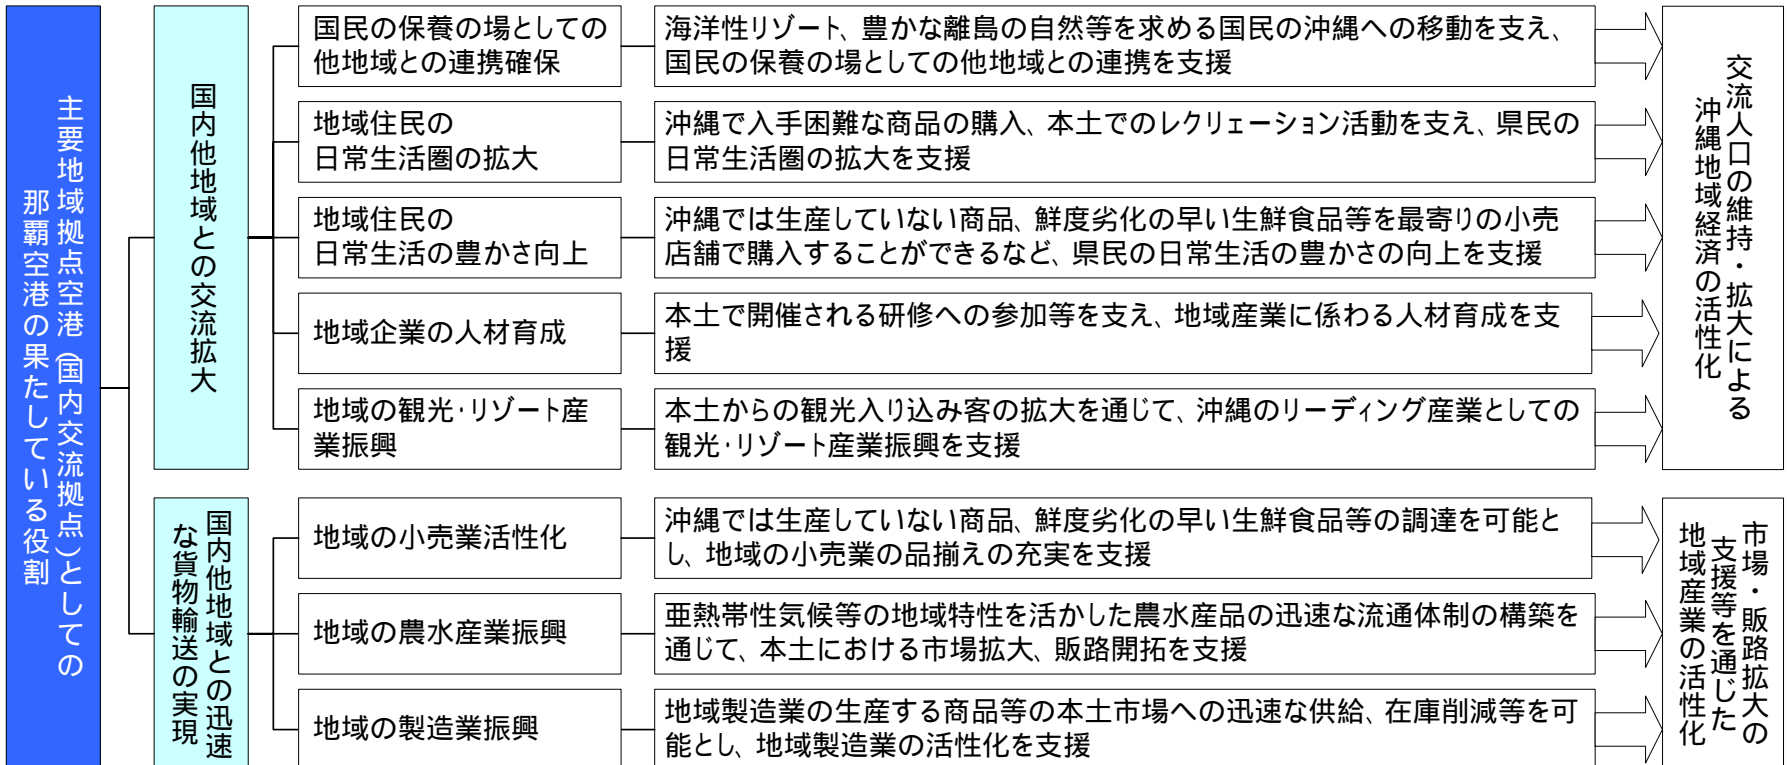 主要地域拠点空港(国内交流拠点)としての
那覇空港の果たしている役割
国内他地域との交流拡大
国民の保養の場としての
他地域との連携確保
海洋性リゾート、豊かな離島の自然等を求める国民の沖縄への移動を支え、
国民の保養の場としての他地域との連携を支援
地域住民の
日常生活圏の拡大
沖縄で入手困難な商品の購入、本土でのレクリェーション活動を支え、県民の
日常生活圏の拡大を支援
地域住民の
日常生活の豊かさ向上
沖縄では生産していない商品、鮮度劣化の早い生鮮食品等を最寄りの小売
店舗で購入することができるなど、県民の日常生活の豊かさの向上を支援
地域企業の人材育成
本土で開催される研修への参加等を支え、地域産業に係わる人材育成を支
援
地域の観光・リゾート産
業振興
本土からの観光入り込み客の拡大を通じて、沖縄のリーディング産業としての
観光・リゾート産業振興を支援
交流人口の維持・拡大による
沖縄地域経済の活性化
国内他地域との迅速
な貨物輸送の実現
地域の小売業活性化
沖縄では生産していない商品、鮮度劣化の早い生鮮食品等の調達を可能と
し、地域の小売業の品揃えの充実を支援
地域の農水産業振興
亜熱帯性気候等の地域特性を活かした農水産品の迅速な流通体制の構築を
通じて、本土における市場拡大、販路開拓を支援
地域の製造業振興
地域製造業の生産する商品等の本土市場への迅速な供給、在庫削減等を可
能とし、地域製造業の活性化を支援
市場・販路拡大の
支援等を通じた
地域産業の活性化